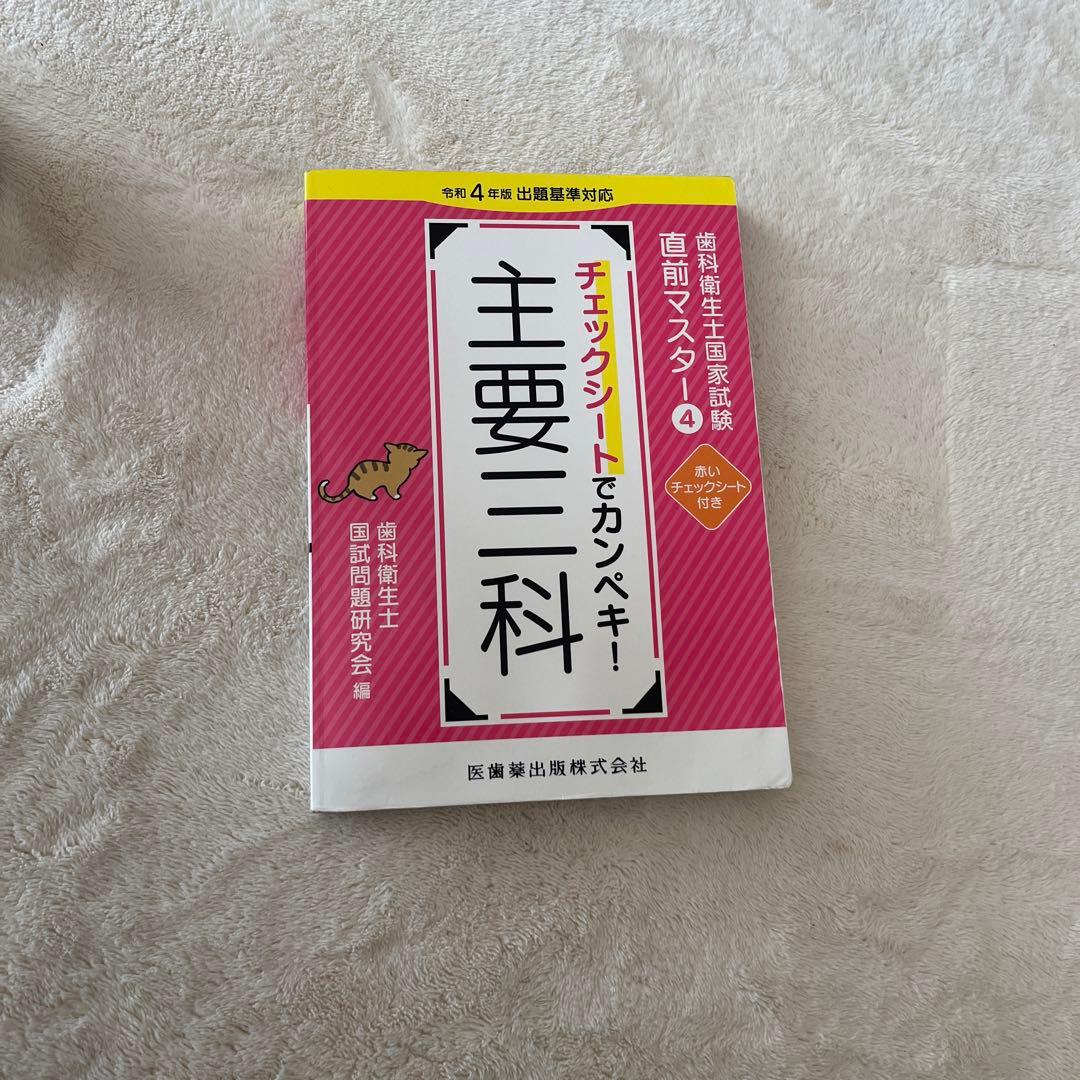 令和4年版 出題基準対応
歯科衛生士国家試験
直前マスター4
赤い
チェックシート
付き
チェックシートでカンペキ!
主要三科
歯科衛生士
国試問題研究会 編
医歯薬出版株式会社